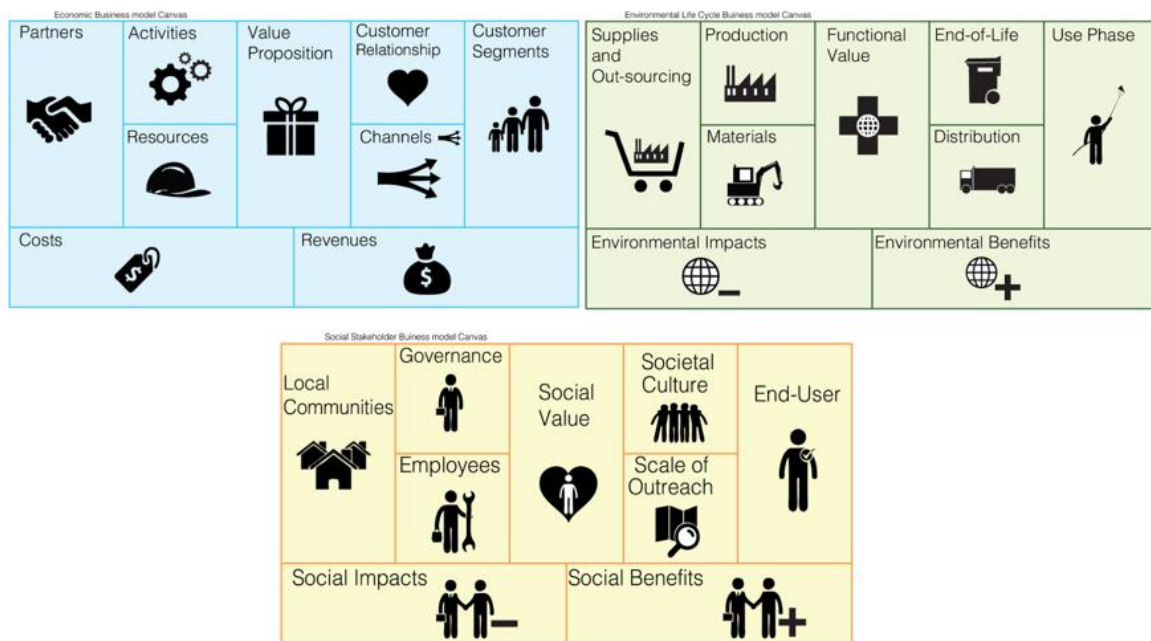 Economic Business model Canvas
Partners
Activities
Value
Proposition
Customer
Relationship
Customer
Segments
Resources
Channels
Costs
$
Revenues
$
Environmental Life Cycle Buiness model Canvas
Supplies
and
Out-sourcing
Production
Functional
Value
End-of-Life
Use Phase
Materials
Distribution
Environmental Impacts
Environmental Benefits
Social Stakeholder Buiness model Canvas
Local
Communities
Governance
Social
Value
Societal
Culture
End-User
Employees
Scale of
Outreach
Social Impacts
Social Benefits